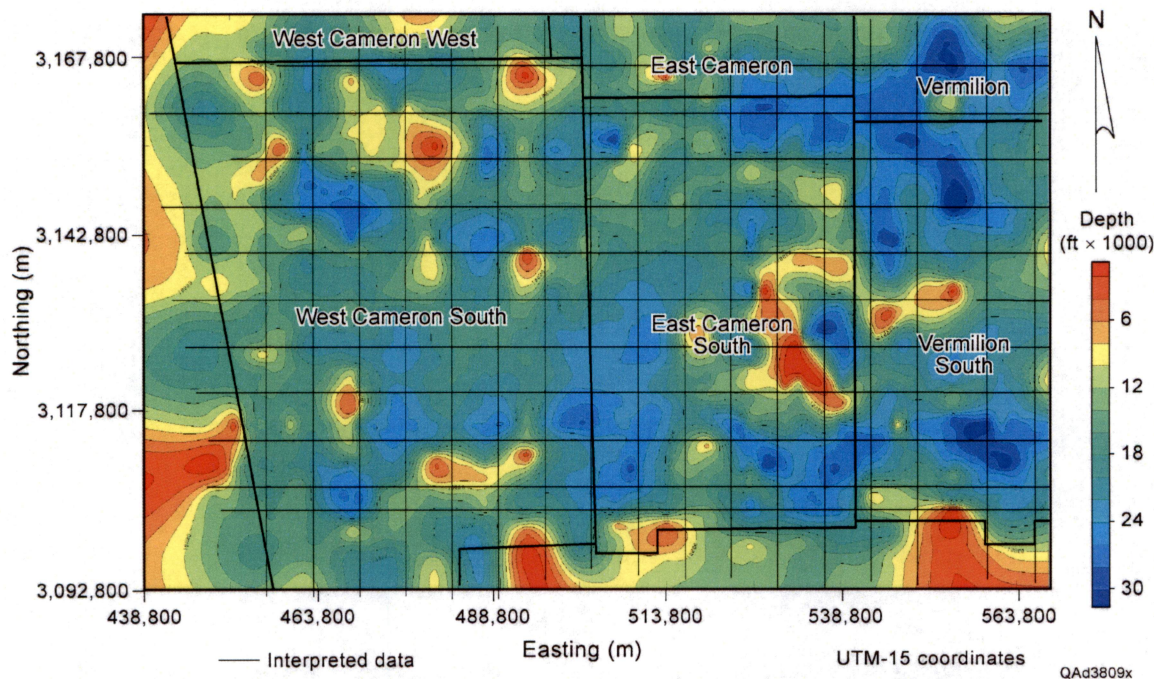 West Cameron West
East Cameron
Vermilion
West Cameron South
East Cameron
South
Vermilion
South
N
Depth
(ft × 1000)
6
12
18
24
30
Northing (m)
3,167,800
3,142,800
3,117,800
3,092,800
438,800
463,800
488,800
513,800
538,800
563,800
Easting (m)
Interpreted data
UTM-15 coordinates
QAd3809x